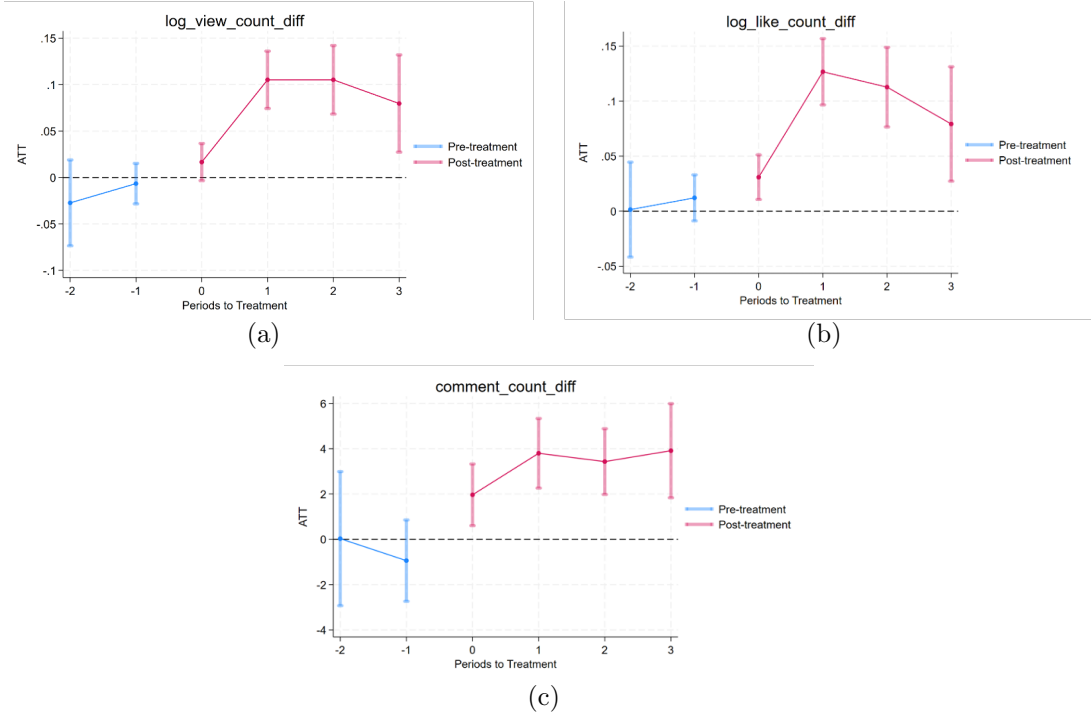 log_view_count_diff
.15
.1
.05
0
-.05
-.1
ATT
-2 -1 0 1 2 3
Periods to Treatment
Pre-treatment
Post-treatment
(a)
log_like_count_diff
.15
.1
.05
0
-.05
ATT
-2 -1 0 1 2 3
Periods to Treatment
Pre-treatment
Post-treatment
(b)
comment_count_diff
6
4
2
0
-2
-4
ATT
-2 -1 0 1 2 3
Periods to Treatment
Pre-treatment
Post-treatment
(c)